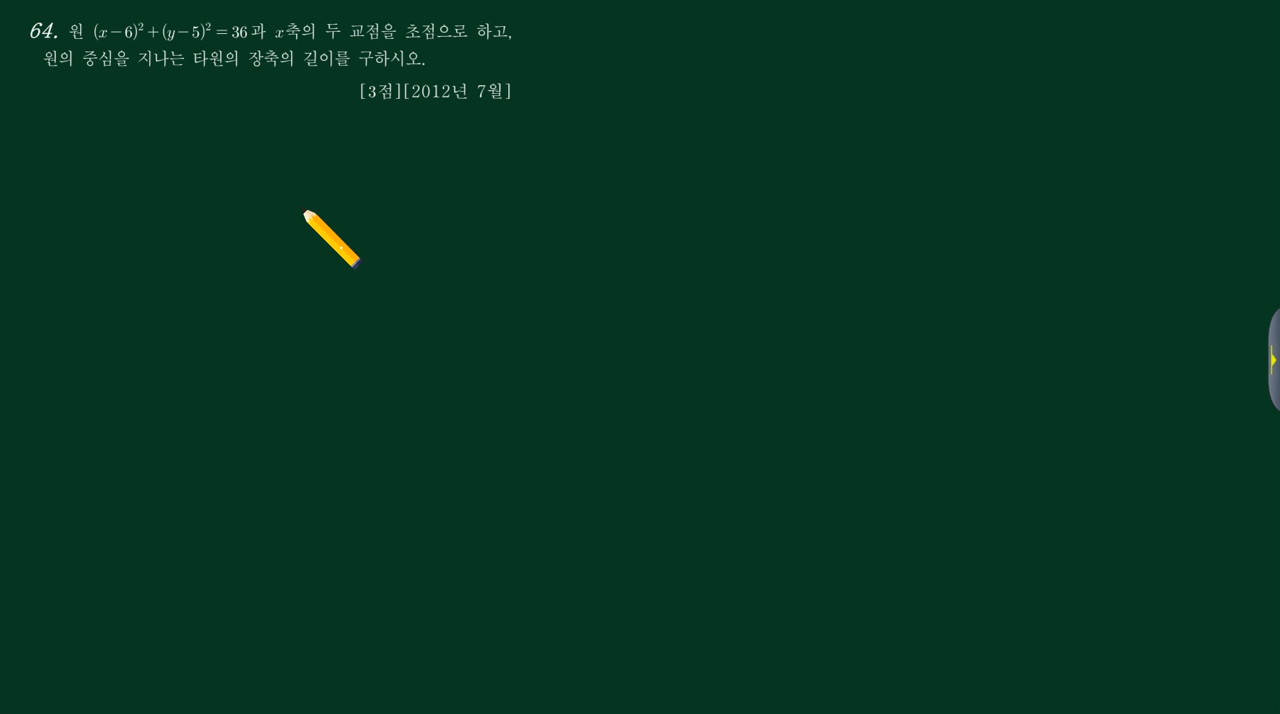 64. 원 (x-6)²+(y-5)²=36과 x축의 두 교점을 초점으로 하고,
원의 중심을 지나는 타원의 장축의 길이를 구하시오.
[3점][2012년 7월]